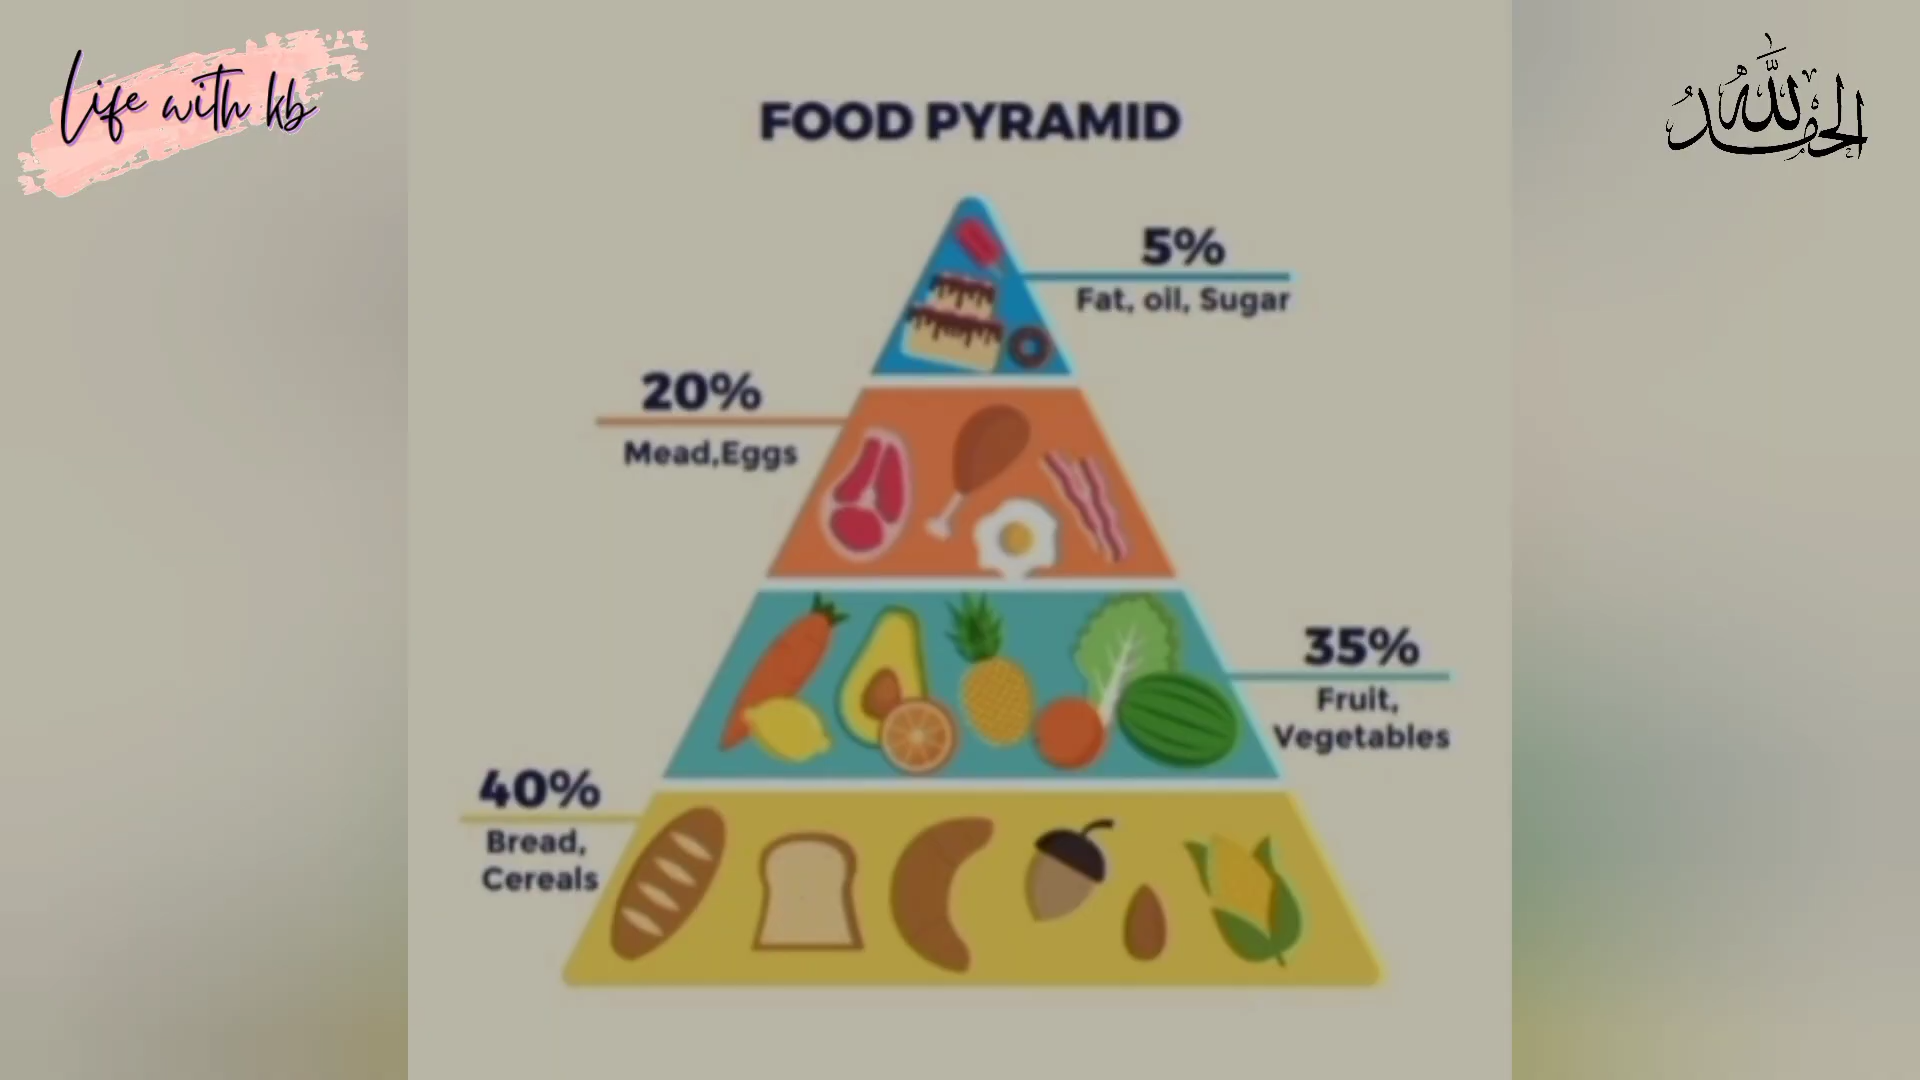 Life with kb
الحمد لله
FOOD PYRAMID
5%
Fat, oil, Sugar
20%
Mead,Eggs
35%
Fruit,
Vegetables
40%
Bread,
Cereals